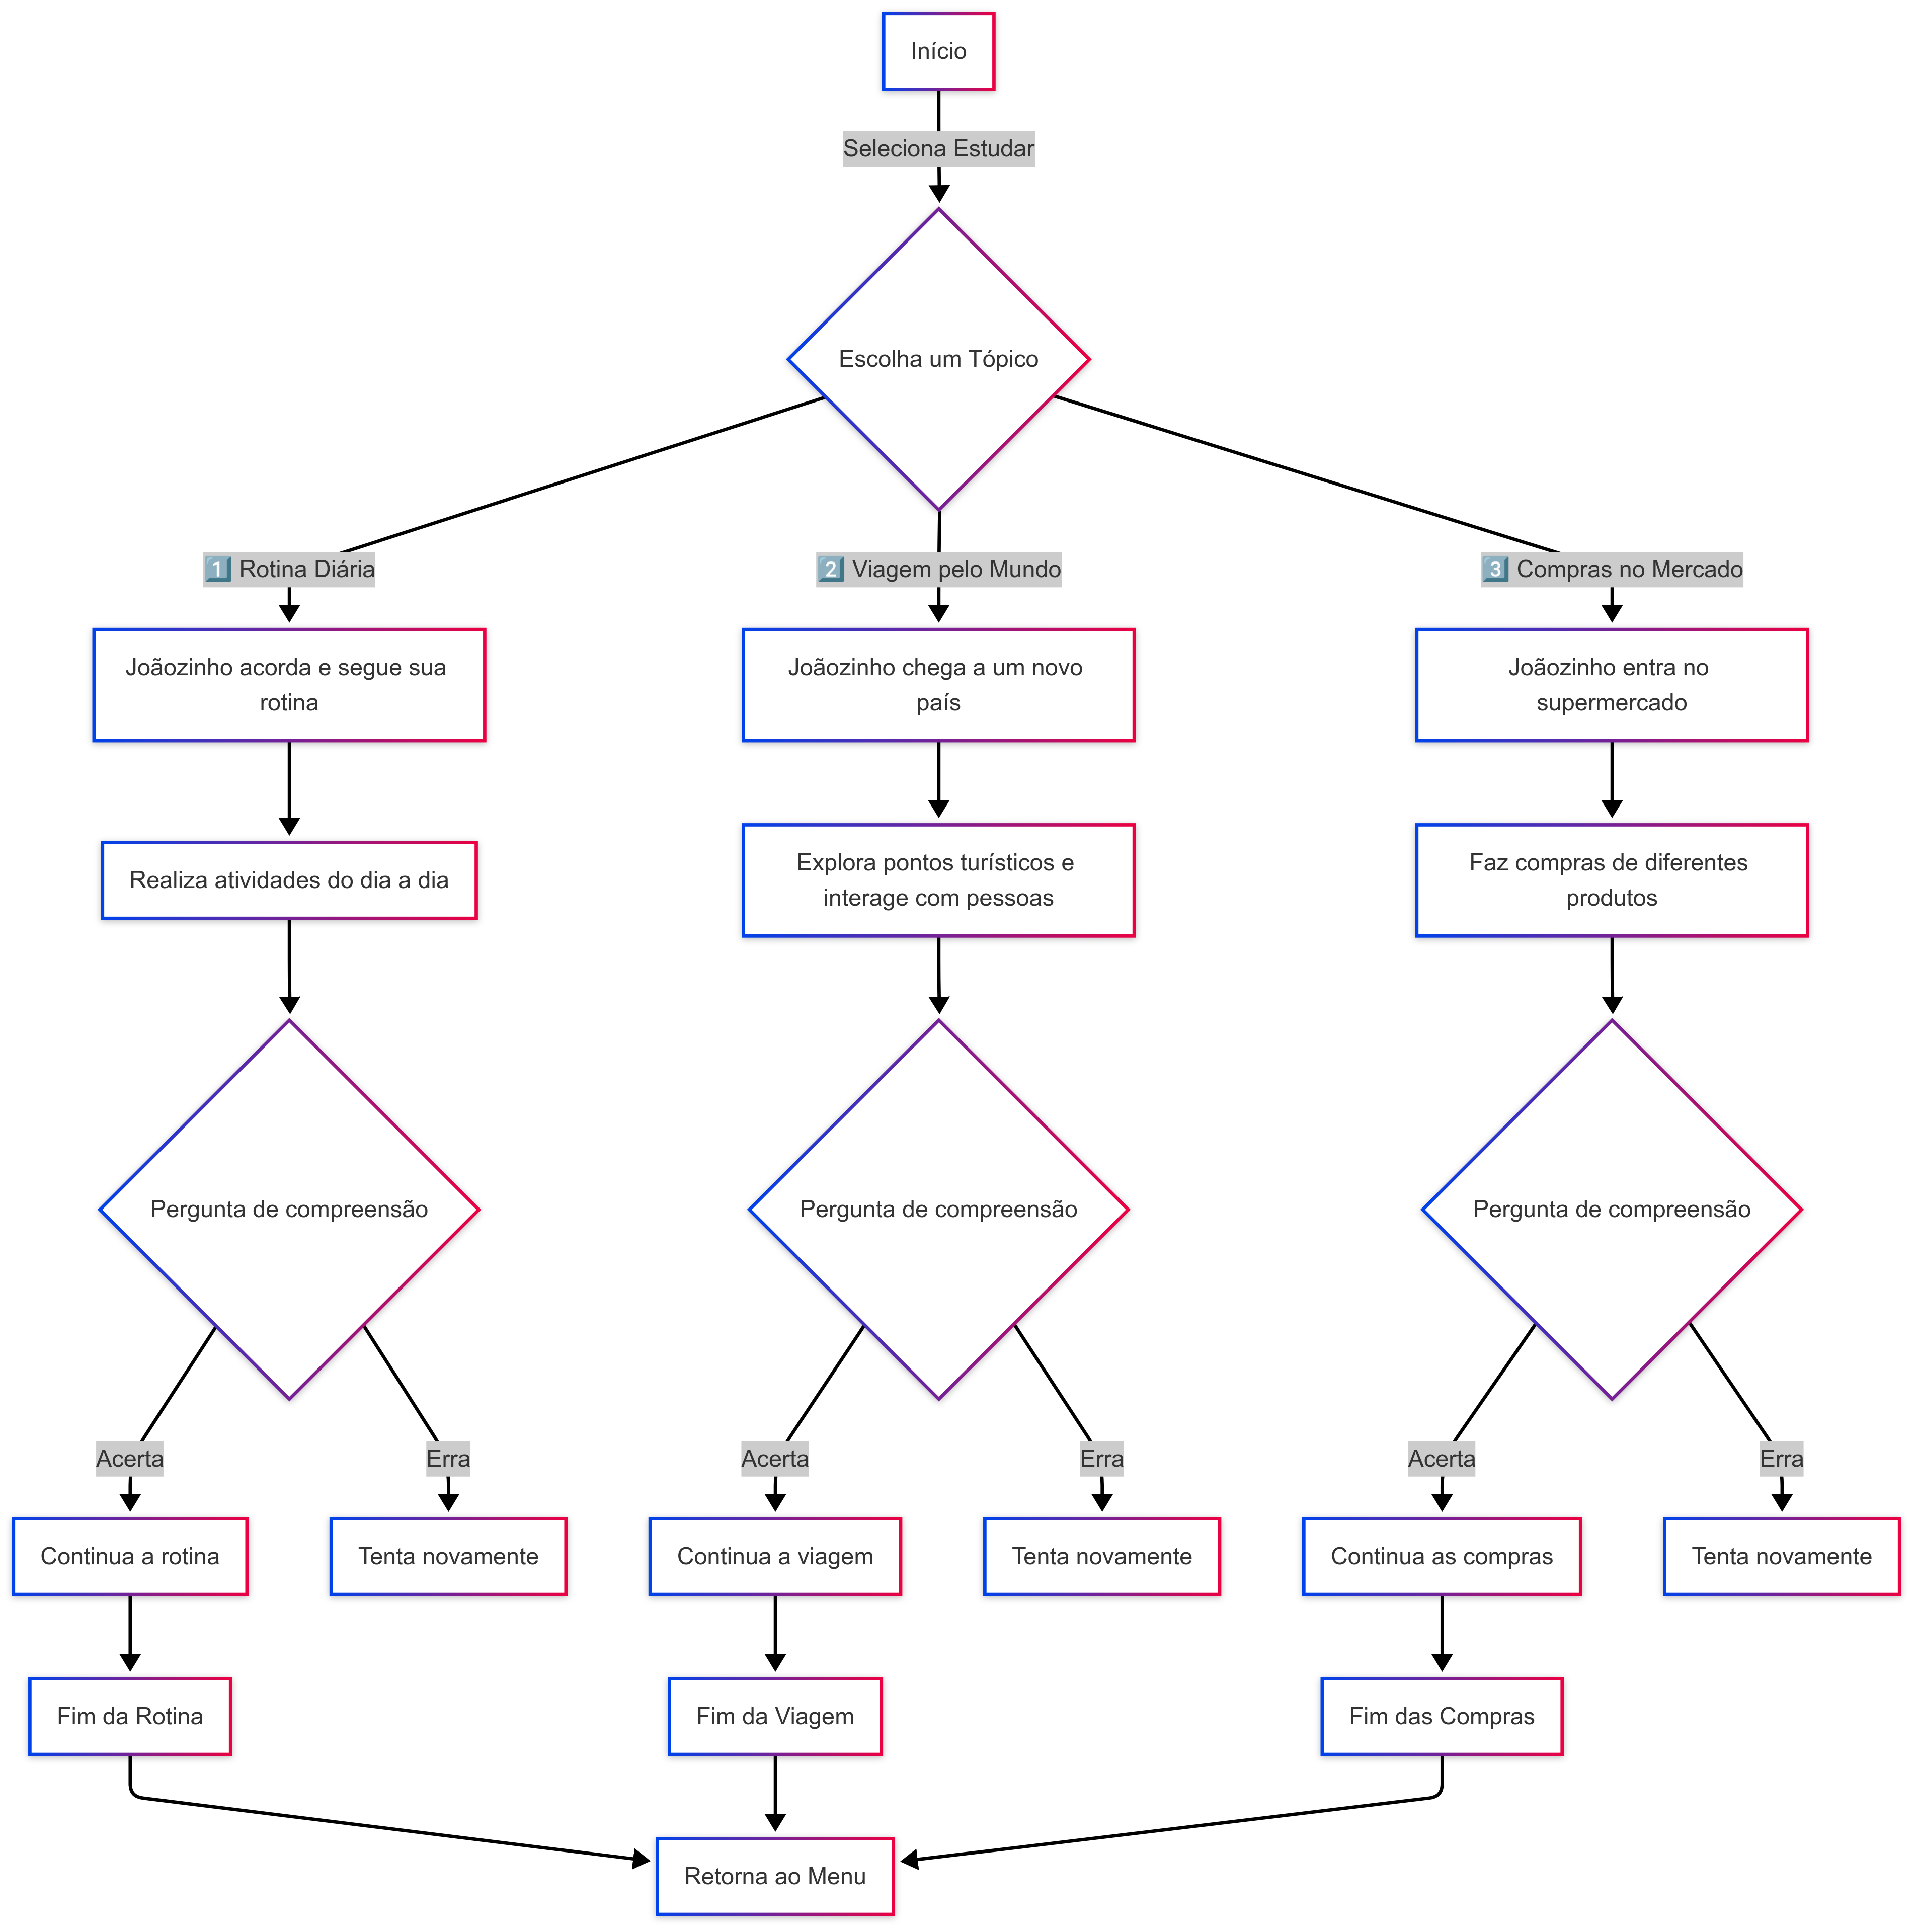 Início
Seleciona Estudar
Escolha um Tópico
1️⃣ Rotina Diária
2️⃣ Viagem pelo Mundo
3️⃣ Compras no Mercado
Joãozinho acorda e segue sua
rotina
Joãozinho chega a um novo
país
Joãozinho entra no
supermercado
Realiza atividades do dia a dia
Explora pontos turísticos e
interage com pessoas
Faz compras de diferentes
produtos
Pergunta de compreensão
Pergunta de compreensão
Pergunta de compreensão
Acerta
Erra
Acerta
Erra
Acerta
Erra
Continua a rotina
Tenta novamente
Continua a viagem
Tenta novamente
Continua as compras
Tenta novamente
Fim da Rotina
Fim da Viagem
Fim das Compras
Retorna ao Menu